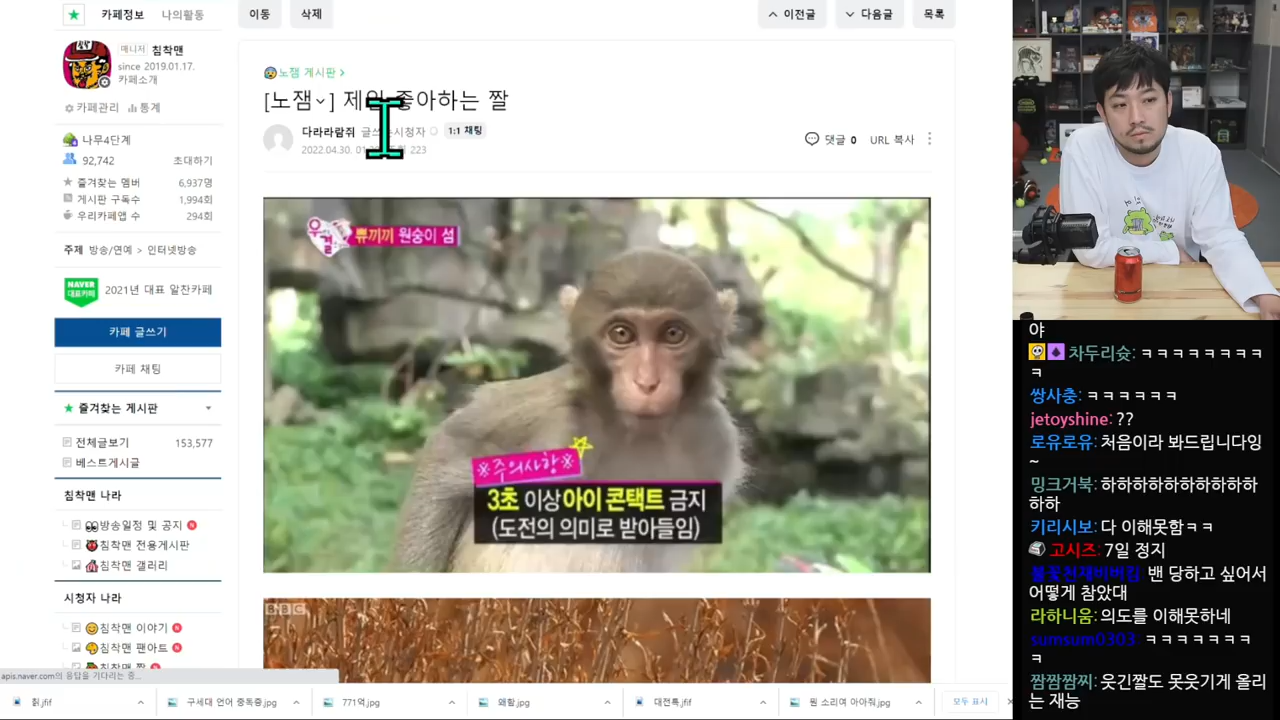 카페정보 나의활동
이동 삭제
이전글 다음글 목록
매니저 침착맨
since 2019.01.17.
카페소개
카페관리 통계
나무4단계
92,742 초대하기
즐겨찾는 멤버 6,937명
게시판 구독수 1,994회
우리카페앱 수 294회
주제 방송/연예 > 인터넷방송
NAVER
대표카페
2021년 대표 알찬카페
카페 글쓰기
카페 채팅
즐겨찾는 게시판
전체글보기 153,577
베스트게시글
침착맨 나라
방송일정 및 공지 N
침착맨 전용게시판
침착맨 갤러리
시청자 나라
침착맨 이야기 N
침착맨 팬아트 N
침착맨 짤 N
노잼 게시판 >
[노잼] 제일 좋아하는 짤
다라라람쥐 1:1 채팅
2022.04.30. 223
댓글 0 URL 복사
우결
뀨끼끼 원숭이 섬
※주의사항※
3초 이상 아이 콘택트 금지
(도전의 의미로 받아들임)
BBC
야
차두리슛: ㅋㅋㅋㅋㅋㅋㅋㅋ
ㅋ
쌍사충: ㅋㅋㅋㅋㅋㅋ
jetoyshine: ??
로유로유: 처음이라 봐드립니다잉
~
밍크거북: 하하하하하하하하하하
하하
키리시보: 다 이해못함ㅋㅋ
고시즈: 7일 정지
밴 당하고 싶어서
어떻게 참았대
라하니움: 의도를 이해못하네
sumsum0303: ㅋㅋㅋㅋㅋㅋㅋ
ㅋ
짬짬짬찌: 웃긴짤도 못웃기게 올리
는 재능
apis.naver.com의 응답을 기다리는 중...
칡.jfif
구세대 언어 중독증.jpg
771억.jpg
왜함.jpg
대전특.jfif
뭔 소리여 아아줘.jpg
모두 표시